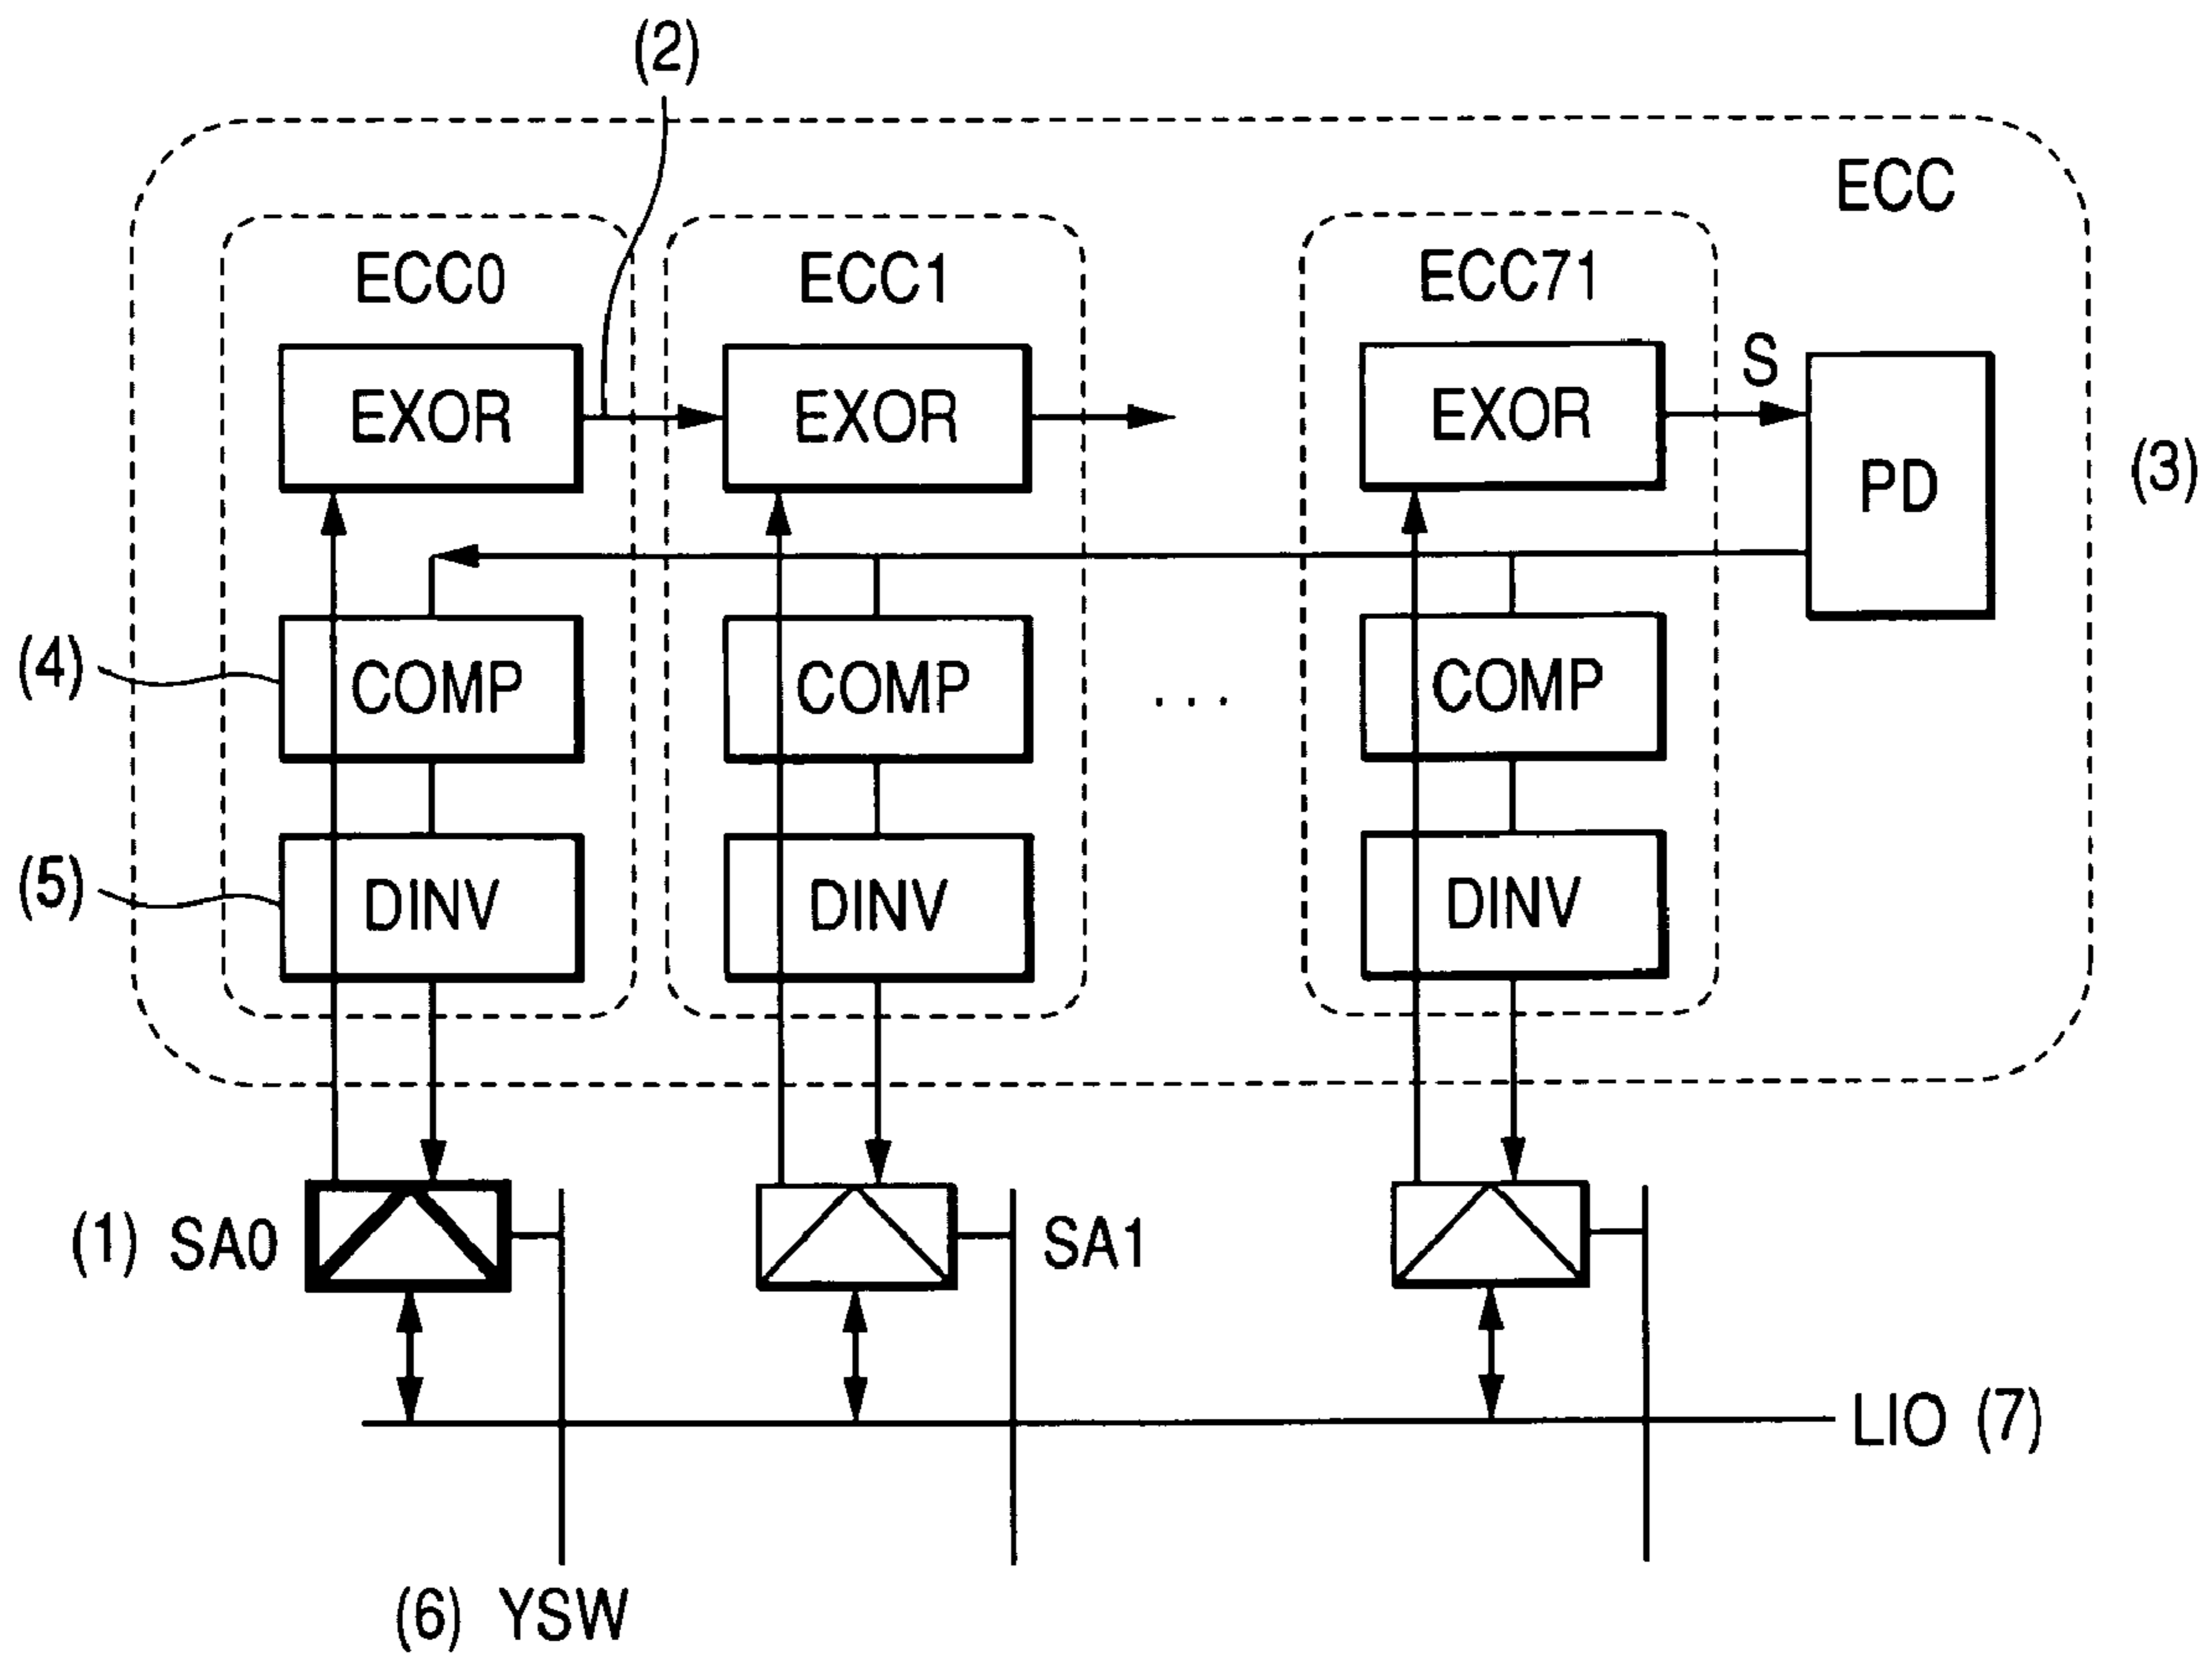 (2)
ECC
ECC0 ECC1 ECC71
EXOR EXOR EXOR S PD (3)
(4) COMP COMP ... COMP
(5) DINV DINV DINV
(1) SA0 SA1
LIO (7)
(6) YSW